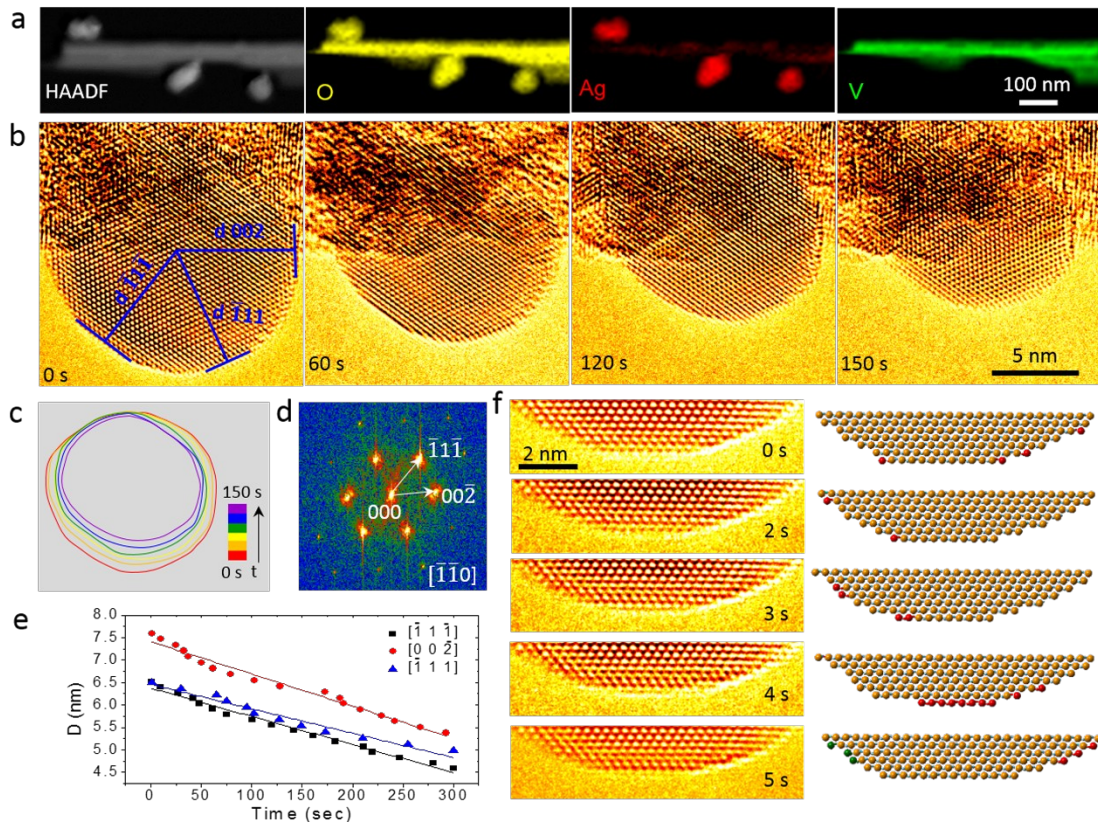 a
HAADF
O
Ag
V
100 nm
b
d 002
d 1̄11̄
d 1̄11
0 s
60 s
120 s
150 s
5 nm
c
150 s
0 s t
d
1̄11̄
002̄
000
[1̄1̄0]
e
8.0
7.5
7.0
6.5
6.0
5.5
5.0
4.5
D (nm)
[1̄ 1 1̄]
[0 0 2̄]
[1̄ 1 1]
0
50
100
150
200
250
300
Time (sec)
f
2 nm
0 s
2 s
3 s
4 s
5 s